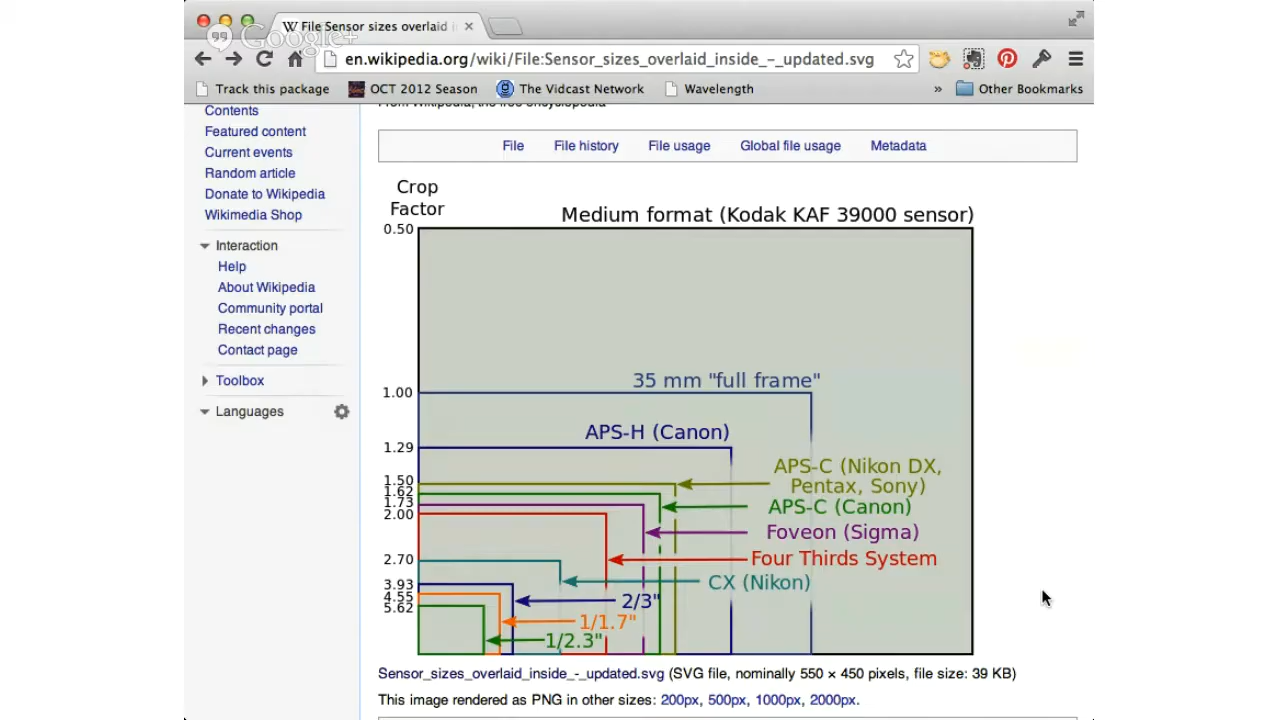 W File:Sensor sizes overlaid i ×
Google+
en.wikipedia.org/wiki/File:Sensor_sizes_overlaid_inside_-_updated.svg
Track this package OCT 2012 Season The Vidcast Network Wavelength » Other Bookmarks
From Wikipedia, the free encyclopedia
Contents
Featured content
Current events
Random article
Donate to Wikipedia
Wikimedia Shop
Interaction
Help
About Wikipedia
Community portal
Recent changes
Contact page
Toolbox
Languages
File File history File usage Global file usage Metadata
Crop
Factor
Medium format (Kodak KAF 39000 sensor)
0.50
35 mm "full frame"
1.00
APS-H (Canon)
1.29
APS-C (Nikon DX,
Pentax, Sony)
1.50
1.62
APS-C (Canon)
1.73
Foveon (Sigma)
2.00
Four Thirds System
2.70
CX (Nikon)
3.93
2/3"
4.55
1/1.7"
5.62
1/2.3"
Sensor_sizes_overlaid_inside_-_updated.svg (SVG file, nominally 550 × 450 pixels, file size: 39 KB)
This image rendered as PNG in other sizes: 200px, 500px, 1000px, 2000px.